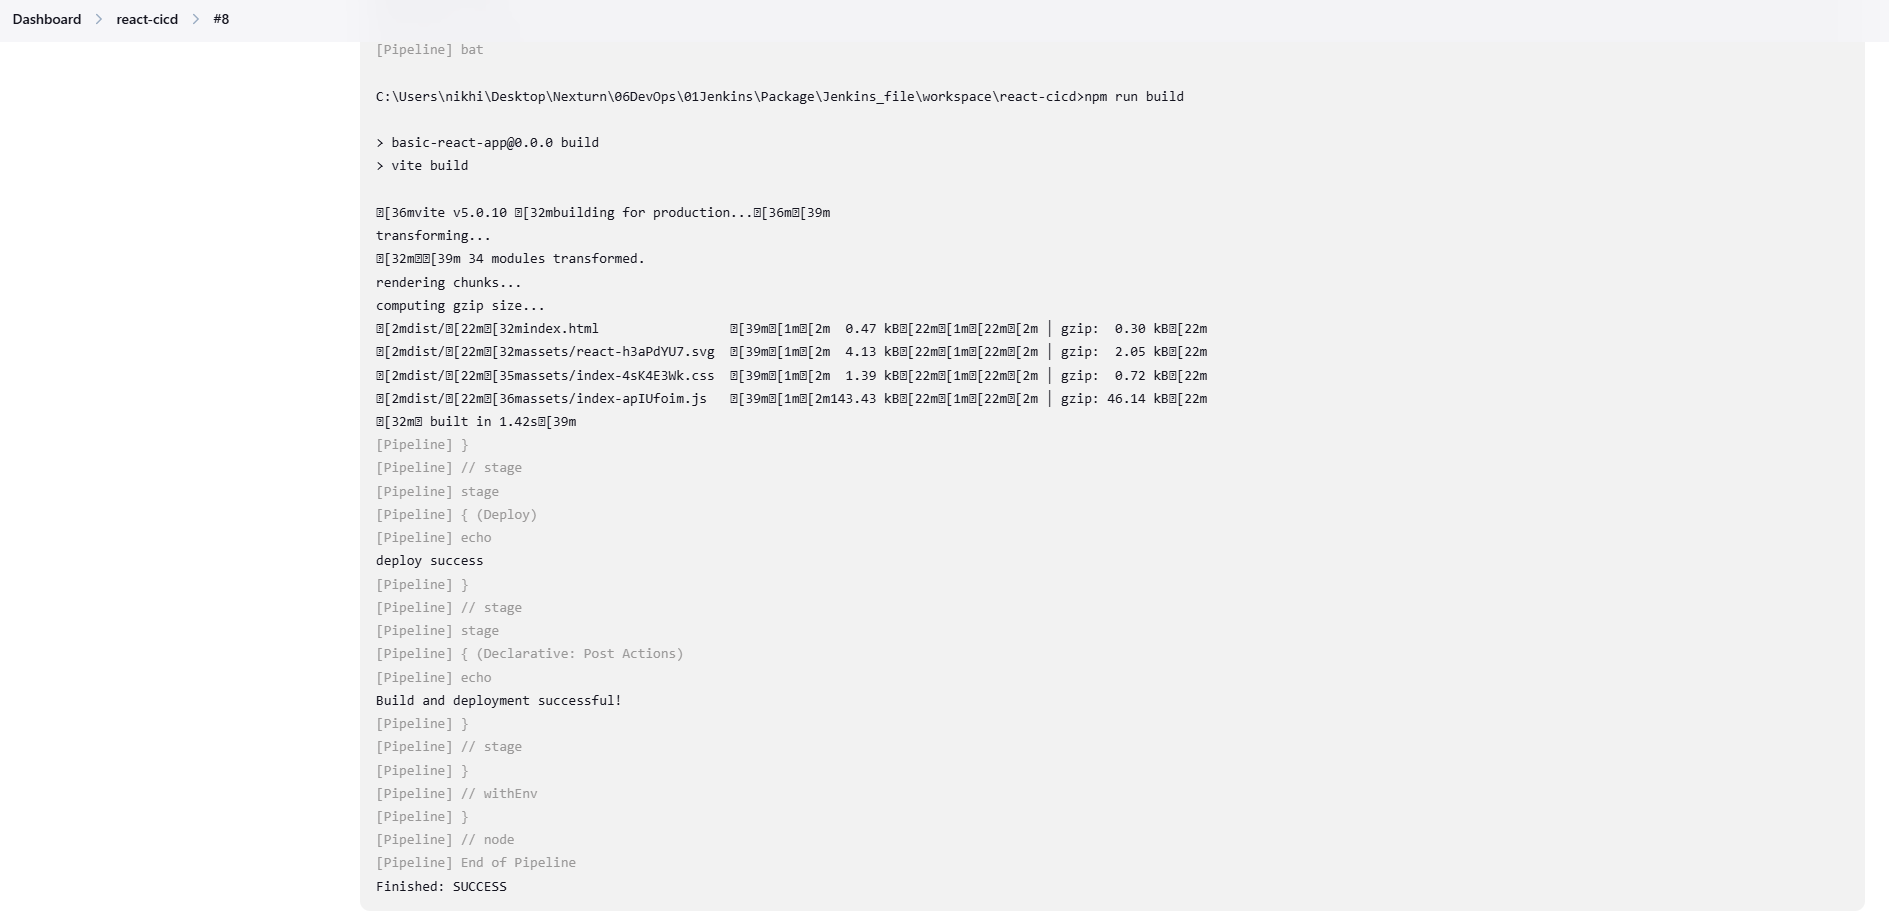 Dashboard > react-cicd > #8
[Pipeline] bat
C:\Users\nikhi\Desktop\Nexturn\06DevOps\01Jenkins\Package\Jenkins_file\workspace\react-cicd>npm run build
> basic-react-app@0.0.0 build
> vite build
␛[36mvite v5.0.10 ␛[32mbuilding for production...␛[36m␛[39m
transforming...
␛[32m␛␛[39m 34 modules transformed.
rendering chunks...
computing gzip size...
␛[2mdist/␛[22m␛[32mindex.html                 ␛[39m␛[1m␛[2m  0.47 kB␛[22m␛[1m␛[22m␛[2m │ gzip:  0.30 kB␛[22m
␛[2mdist/␛[22m␛[32massets/react-h3aPdYU7.svg  ␛[39m␛[1m␛[2m  4.13 kB␛[22m␛[1m␛[22m␛[2m │ gzip:  2.05 kB␛[22m
␛[2mdist/␛[22m␛[35massets/index-4sK4E3Wk.css  ␛[39m␛[1m␛[2m  1.39 kB␛[22m␛[1m␛[22m␛[2m │ gzip:  0.72 kB␛[22m
␛[2mdist/␛[22m␛[36massets/index-apIUfoim.js   ␛[39m␛[1m␛[2m143.43 kB␛[22m␛[1m␛[22m␛[2m │ gzip: 46.14 kB␛[22m
␛[32m␛ built in 1.42s␛[39m
[Pipeline] }
[Pipeline] // stage
[Pipeline] stage
[Pipeline] { (Deploy)
[Pipeline] echo
deploy success
[Pipeline] }
[Pipeline] // stage
[Pipeline] stage
[Pipeline] { (Declarative: Post Actions)
[Pipeline] echo
Build and deployment successful!
[Pipeline] }
[Pipeline] // stage
[Pipeline] }
[Pipeline] // withEnv
[Pipeline] }
[Pipeline] // node
[Pipeline] End of Pipeline
Finished: SUCCESS